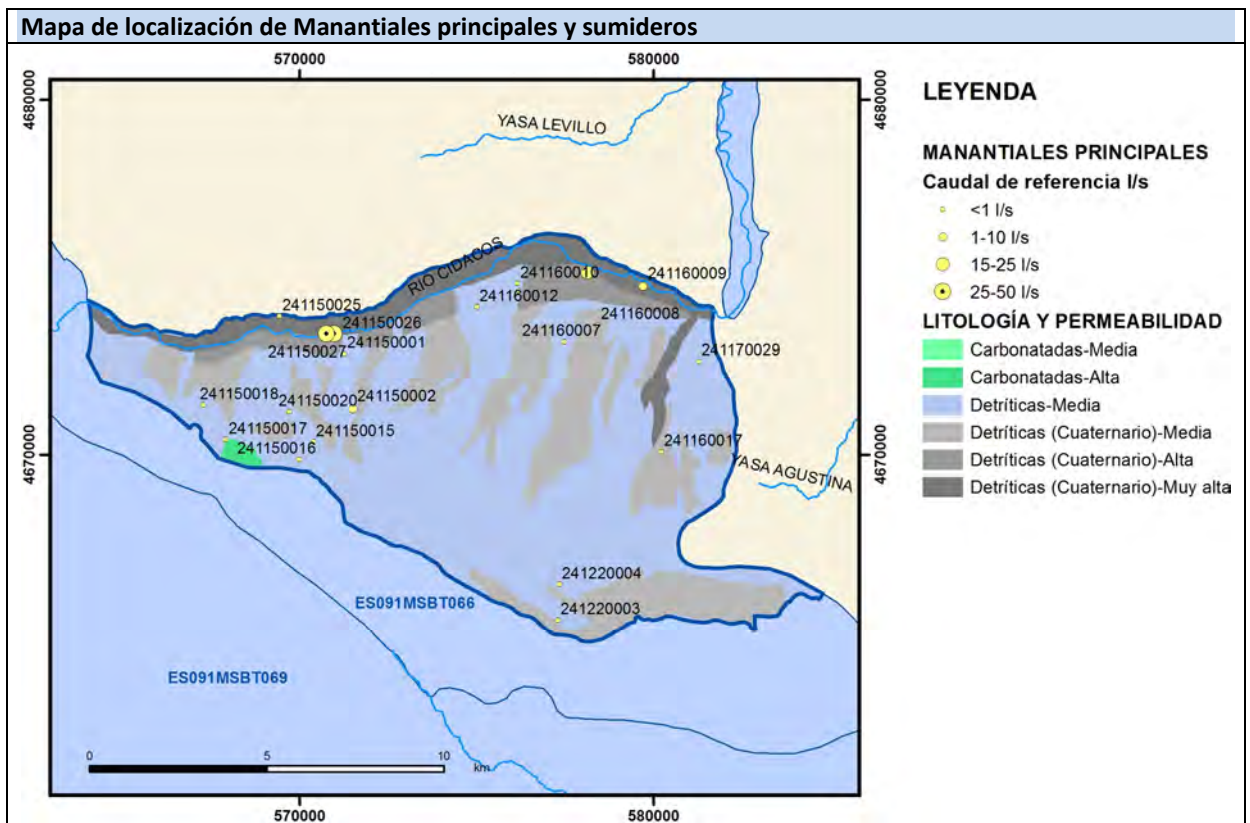 Mapa de localización de Manantiales principales y sumideros
570000
580000
4680000
4680000
YASA LEVILLO
RIO CIDACOS
241160010
241160009
241150025
241160012
241160008
241150026
241160007
241150027
241150001
241170029
241150018
241150020
241150002
241150017
241150015
241160017
241150016
4670000
4670000
YASA AGUSTINA
241220004
ES091MSBT066
241220003
ES091MSBT069
0
5
10
km
570000
580000
LEYENDA
MANANTIALES PRINCIPALES
Caudal de referencia l/s
<1 l/s
1-10 l/s
15-25 l/s
25-50 l/s
LITOLOGÍA Y PERMEABILIDAD
Carbonatadas-Media
Carbonatadas-Alta
Detríticas-Media
Detríticas (Cuaternario)-Media
Detríticas (Cuaternario)-Alta
Detríticas (Cuaternario)-Muy alta